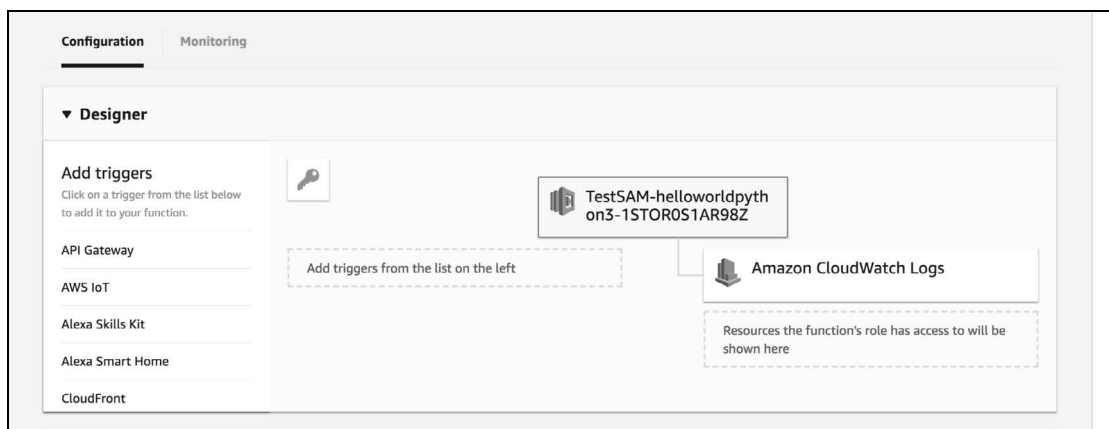 Configuration
Monitoring
Designer
Add triggers
Click on a trigger from the list below
to add it to your function.
API Gateway
AWS IoT
Alexa Skills Kit
Alexa Smart Home
CloudFront
Add triggers from the list on the left
TestSAM-helloworldpyth
on3-1STOR0S1AR98Z
Amazon CloudWatch Logs
Resources the function's role has access to will be
shown here